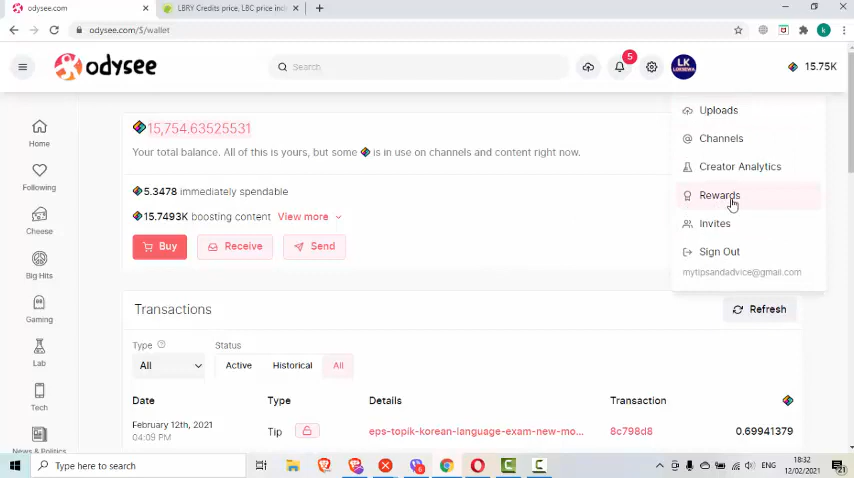 odysee.com
LBRY Credits price, LBC price ind
odysee.com/$/wallet
k
odysee
Search
5
LK
LOKSEWA
15.75K
Home
Following
Cheese
Big Hits
Gaming
Lab
Tech
News & Politics
15,754.63525531
Your total balance. All of this is yours, but some is in use on channels and content right now.
5.3478 immediately spendable
15.7493K boosting content View more
Buy Receive Send
Uploads
Channels
Creator Analytics
Rewards
Invites
Sign Out
mytipsandadvice@gmail.com
Transactions
Refresh
Type Status
All Active Historical All
Date Type Details Transaction
February 12th, 2021
04:09 PM
Tip eps-topik-korean-language-exam-new-mo... 8c798d8 0.69941379
Type here to search
6
ENG
18:32
12/02/2021
21